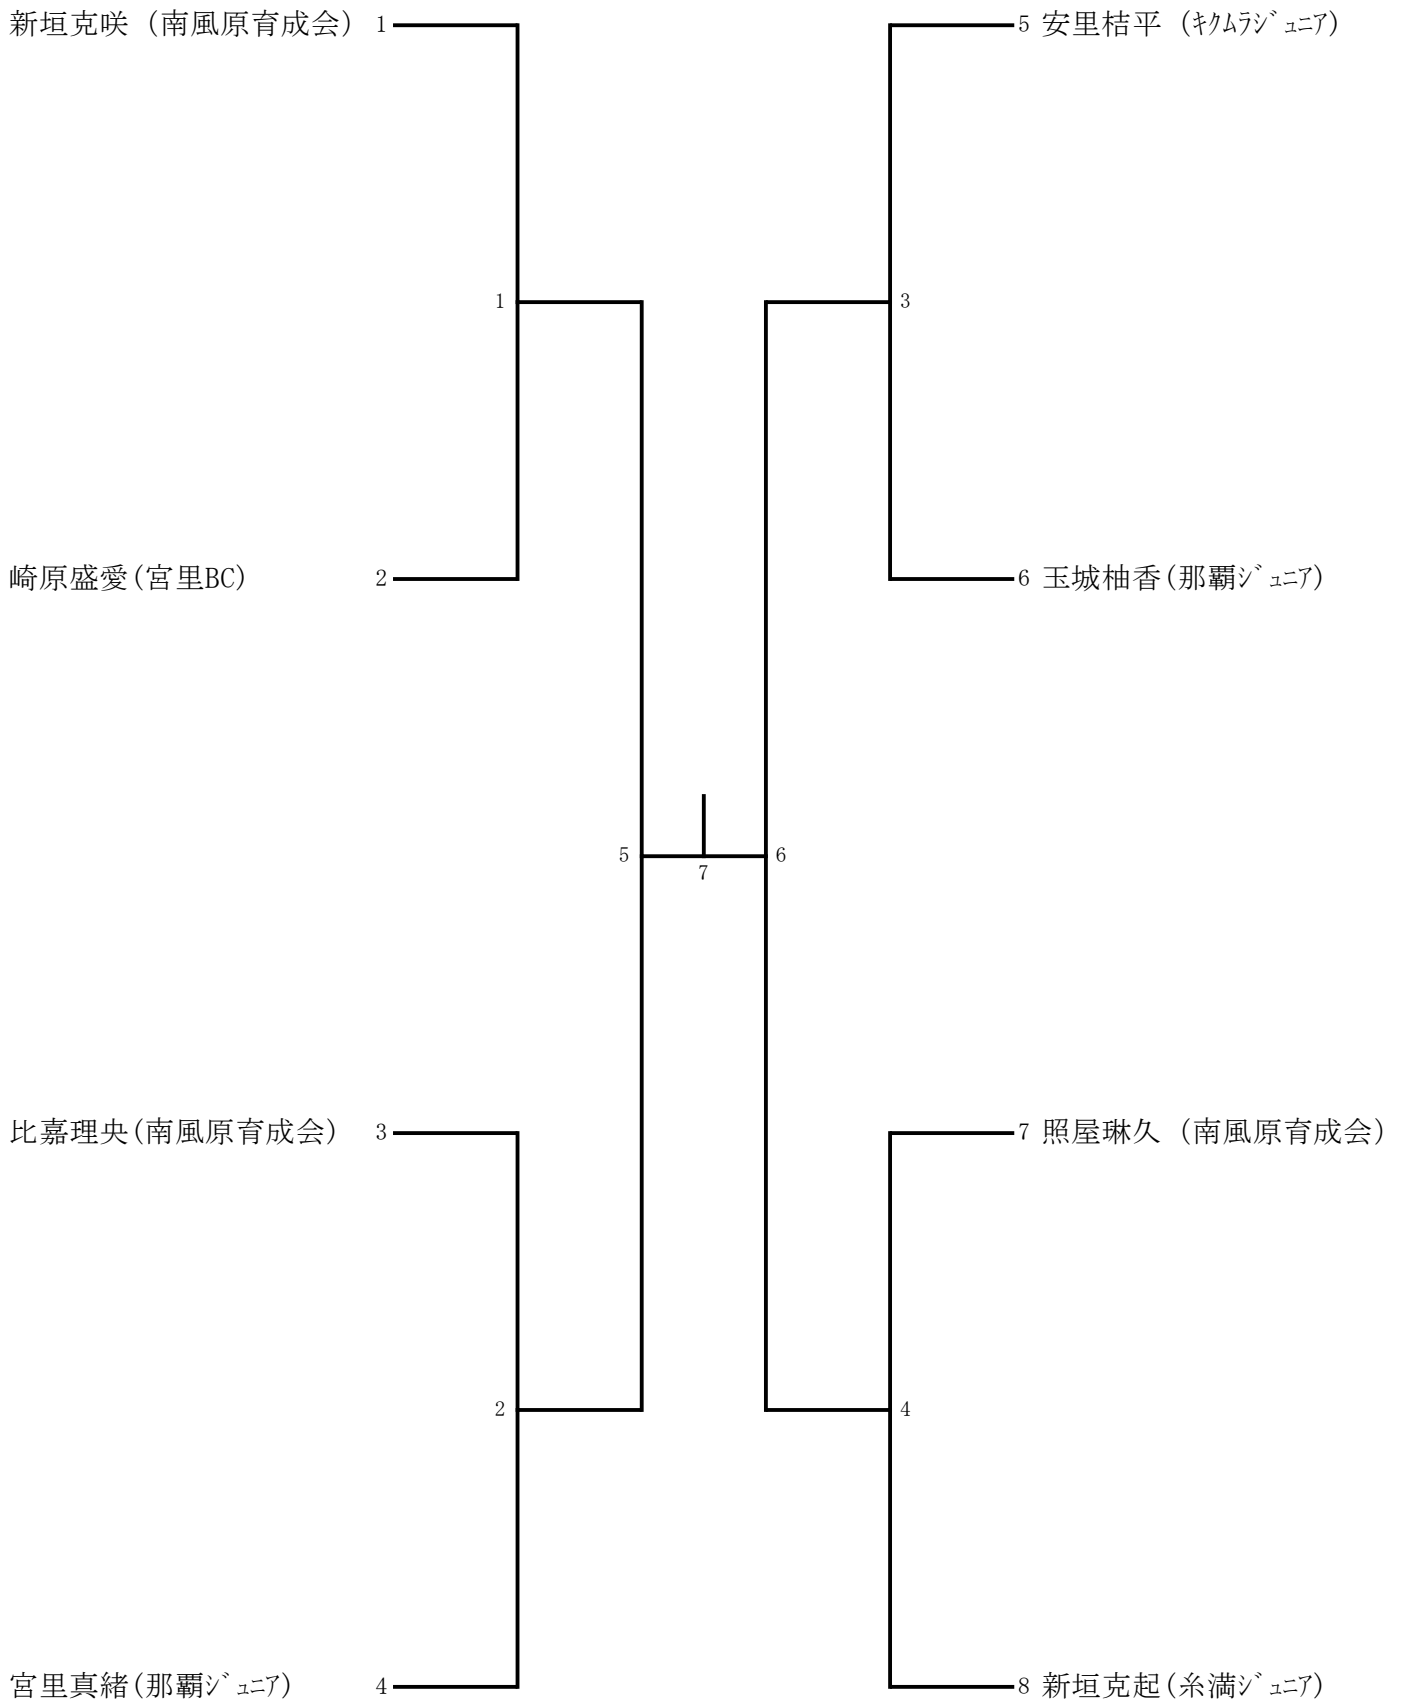 新垣克咲 (南風原育成会) 1
5 安里桔平 (ｷｸﾑﾗｼﾞｭﾆｱ)
1
3
崎原盛愛(宮里BC) 2
6 玉城柚香(那覇ｼﾞｭﾆｱ)
5
7
6
比嘉理央(南風原育成会) 3
7 照屋琳久 (南風原育成会)
2
4
宮里真緒(那覇ｼﾞｭﾆｱ) 4
8 新垣克起(糸満ｼﾞｭﾆｱ)